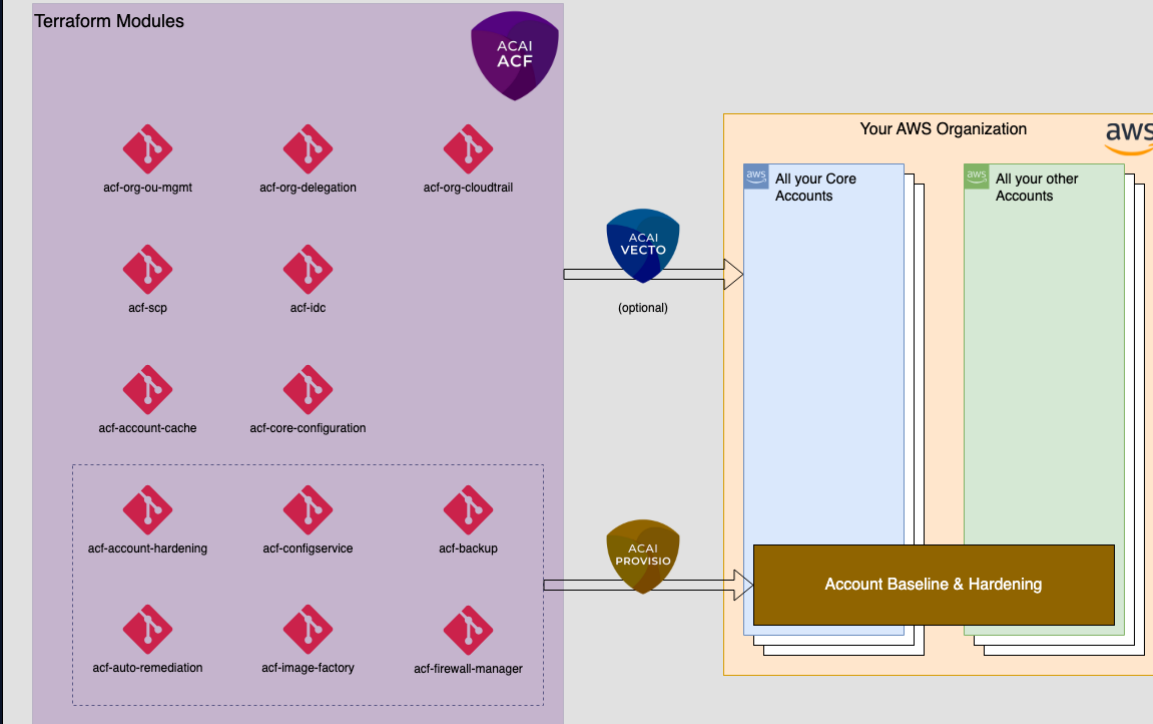 Terraform Modules
ACAI
ACF
acf-org-ou-mgmt
acf-org-delegation
acf-org-cloudtrail
acf-scp
acf-idc
acf-account-cache
acf-core-configuration
acf-account-hardening
acf-configservice
acf-backup
acf-auto-remediation
acf-image-factory
acf-firewall-manager
ACAI
VECTO
(optional)
ACAI
PROVISIO
Your AWS Organization
aws
aws
All your Core
Accounts
aws
All your other
Accounts
Account Baseline & Hardening